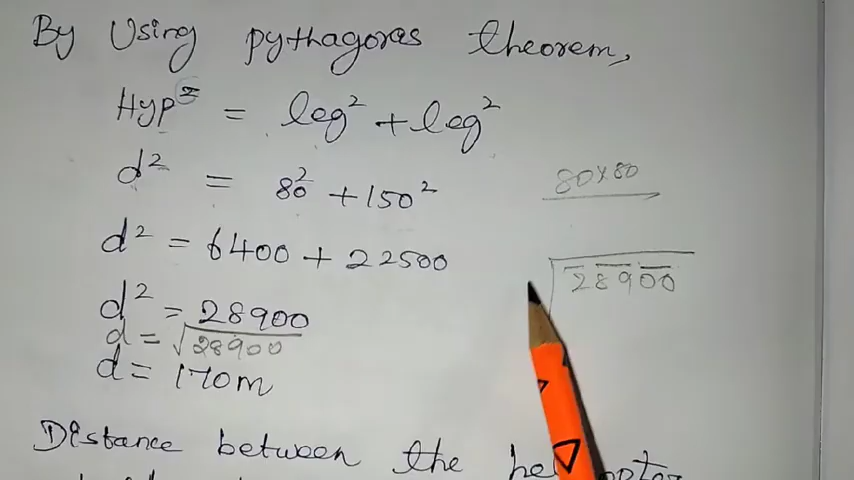 By Using pythagoras theorem,
Hyp² = leg² + leg²
d² = 80² + 150²
80×80
d² = 6400 + 22500
28900
d² = 28900
d = √28900
d = 170m
Distance between the